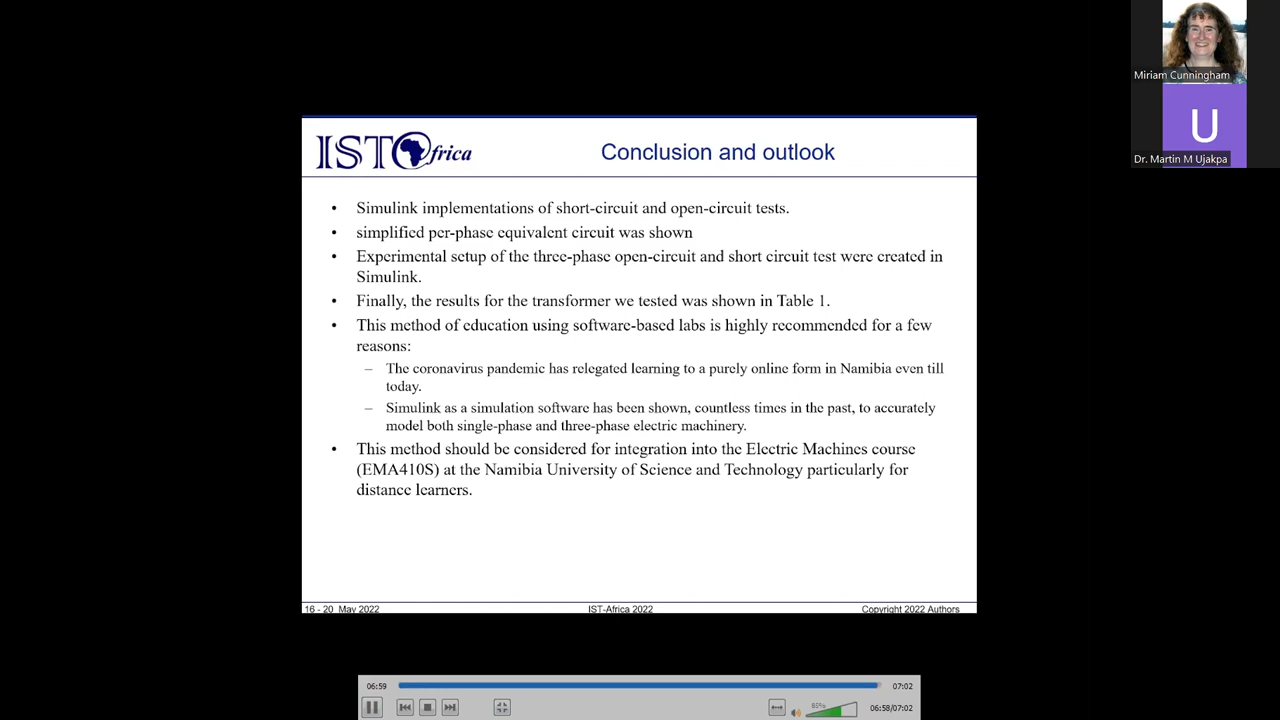 Miriam Cunningham
U
Dr. Martin M Ujakpa
IST Africa
Conclusion and outlook
• Simulink implementations of short-circuit and open-circuit tests.
• simplified per-phase equivalent circuit was shown
• Experimental setup of the three-phase open-circuit and short circuit test were created in
Simulink.
• Finally, the results for the transformer we tested was shown in Table 1.
• This method of education using software-based labs is highly recommended for a few
reasons:
– The coronavirus pandemic has relegated learning to a purely online form in Namibia even till
today.
– Simulink as a simulation software has been shown, countless times in the past, to accurately
model both single-phase and three-phase electric machinery.
• This method should be considered for integration into the Electric Machines course
(EMA410S) at the Namibia University of Science and Technology particularly for
distance learners.
16 - 20 May 2022
IST-Africa 2022
Copyright 2022 Authors
06:59
07:02
85%
06:58/07:02